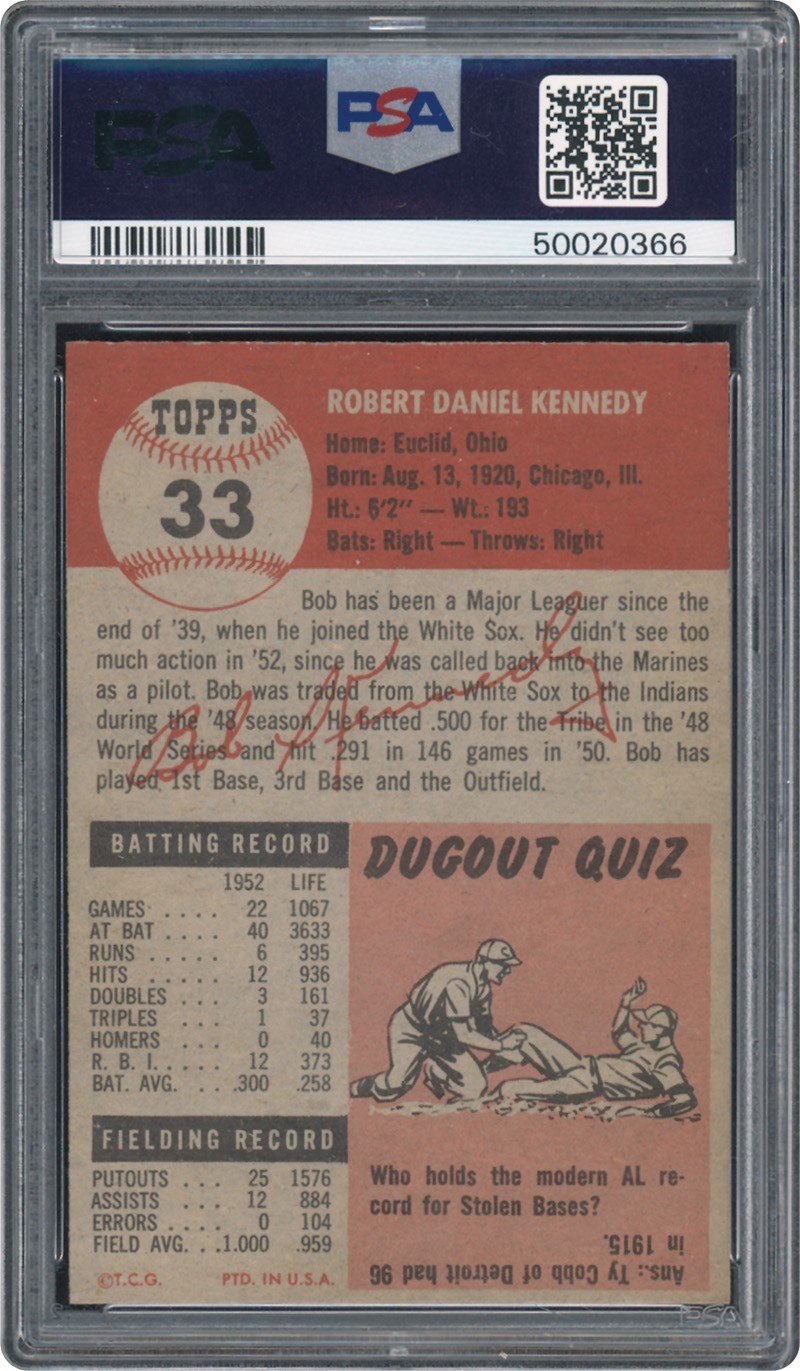 PSA
PSA
50020366
TOPPS
33
ROBERT DANIEL KENNEDY
Home: Euclid, Ohio
Born: Aug. 13, 1920, Chicago, Ill.
Ht.: 6'2" — Wt.: 193
Bats: Right — Throws: Right
Bob has been a Major Leaguer since the
end of '39, when he joined the White Sox. He didn't see too
much action in '52, since he was called back into the Marines
as a pilot. Bob was traded from the White Sox to the Indians
during the '48 season. He batted .500 for the Tribe in the '48
World Series and hit .291 in 146 games in '50. Bob has
played 1st Base, 3rd Base and the Outfield.
Bob Kennedy
BATTING RECORD
1952 LIFE
GAMES . . . . 22 1067
AT BAT . . . . 40 3633
RUNS . . . . . 6 395
HITS . . . . . 12 936
DOUBLES . . . 3 161
TRIPLES . . . 1 37
HOMERS . . . 0 40
R. B. I. . . . . 12 373
BAT. AVG. . . . .300 .258
FIELDING RECORD
PUTOUTS . . . 25 1576
ASSISTS . . . 12 884
ERRORS . . . . 0 104
FIELD AVG. . . 1.000 .959
©T.C.G. PTD. IN U.S.A.
DUGOUT QUIZ
Who holds the modern AL re-
cord for Stolen Bases?
Ans.: Ty Cobb of Detroit had 96
in 1915.
PSA